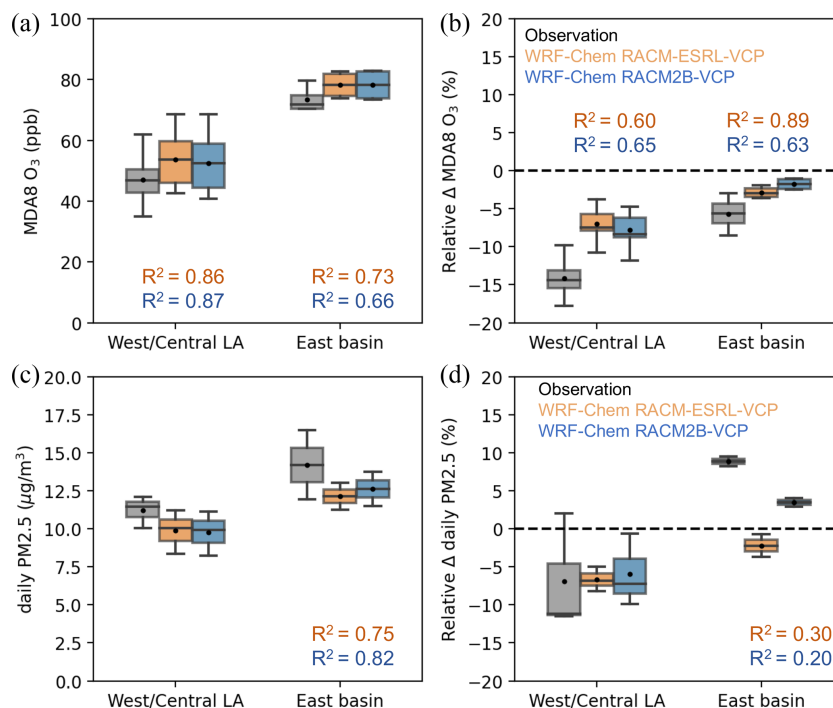 (a)
MDA8 O₃ (ppb)
100
80
60
40
20
0
R² = 0.86
R² = 0.87
R² = 0.73
R² = 0.66
West/Central LA
East basin
(b)
Relative Δ MDA8 O₃ (%)
20
15
10
5
0
−5
−10
−15
−20
Observation
WRF-Chem RACM-ESRL-VCP
WRF-Chem RACM2B-VCP
R² = 0.60
R² = 0.65
R² = 0.89
R² = 0.63
West/Central LA
East basin
(c)
daily PM2.5 (μg/m³)
20.0
17.5
15.0
12.5
10.0
7.5
5.0
2.5
0.0
R² = 0.75
R² = 0.82
West/Central LA
East basin
(d)
Relative Δ daily PM2.5 (%)
20
15
10
5
0
−5
−10
−15
−20
Observation
WRF-Chem RACM-ESRL-VCP
WRF-Chem RACM2B-VCP
R² = 0.30
R² = 0.20
West/Central LA
East basin